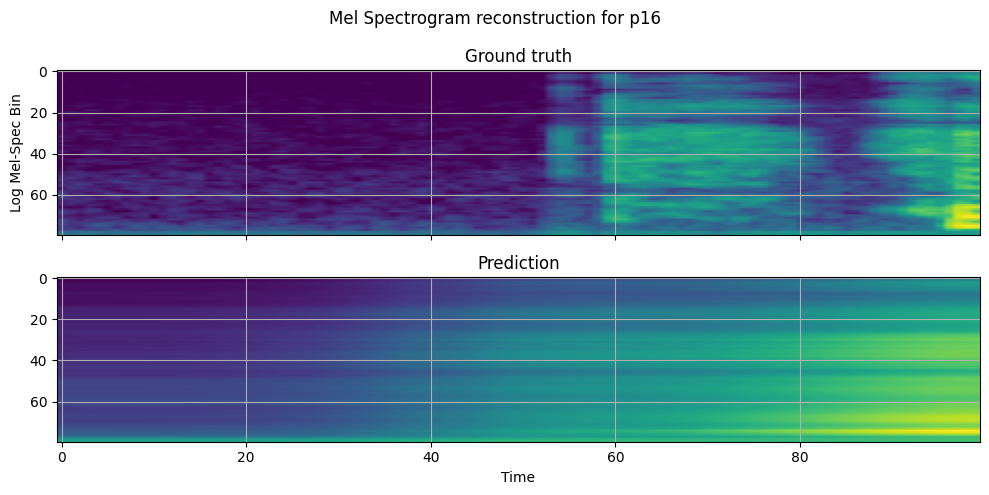 Mel Spectrogram reconstruction for p16
Ground truth
Log Mel-Spec Bin
0
20
40
60
Prediction
0
20
40
60
0 20 40 60 80
Time